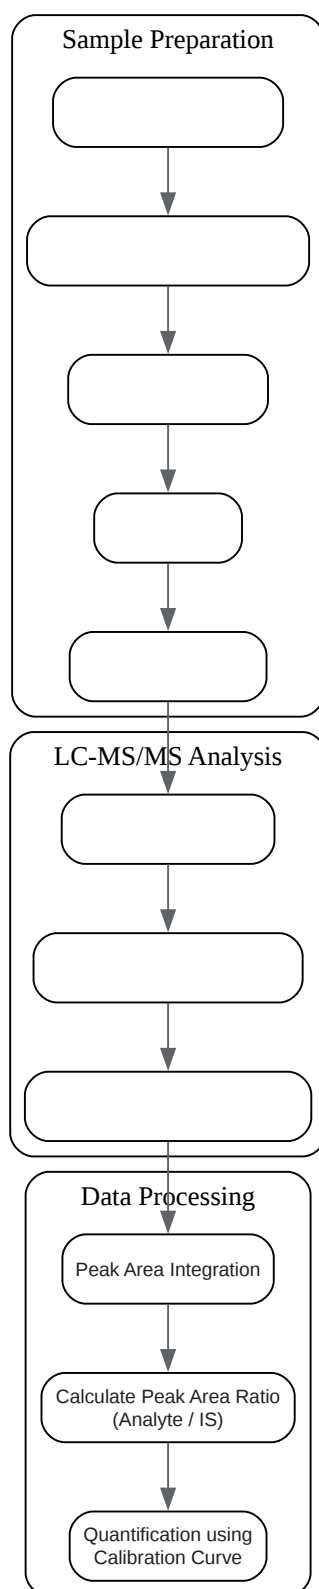 Sample Preparation
LC-MS/MS Analysis
Data Processing
Peak Area Integration
Calculate Peak Area Ratio
(Analyte / IS)
Quantification using
Calibration Curve